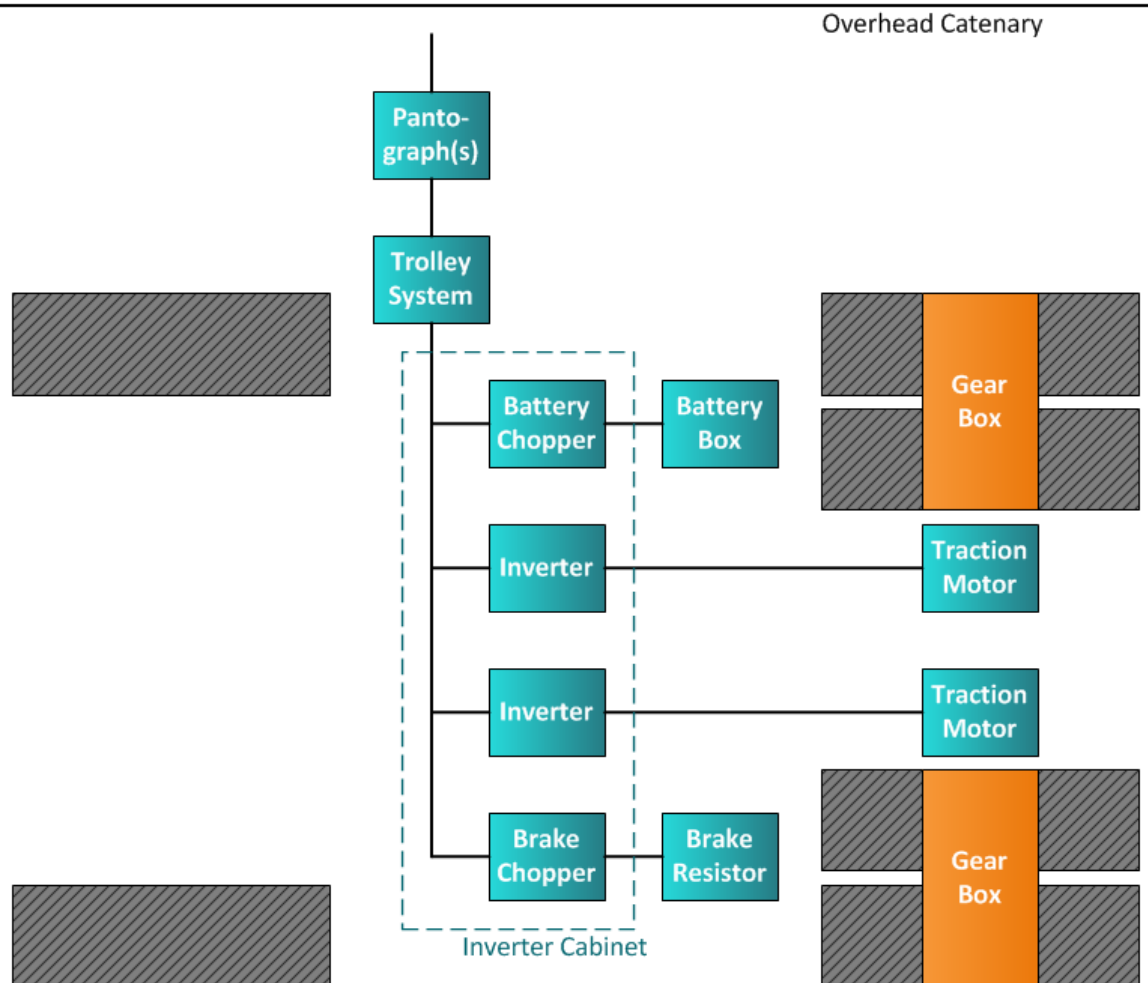 Overhead Catenary
Panto-
graph(s)
Trolley
System
Battery
Chopper
Battery
Box
Gear
Box
Inverter
Traction
Motor
Inverter
Traction
Motor
Brake
Chopper
Brake
Resistor
Gear
Box
Inverter Cabinet